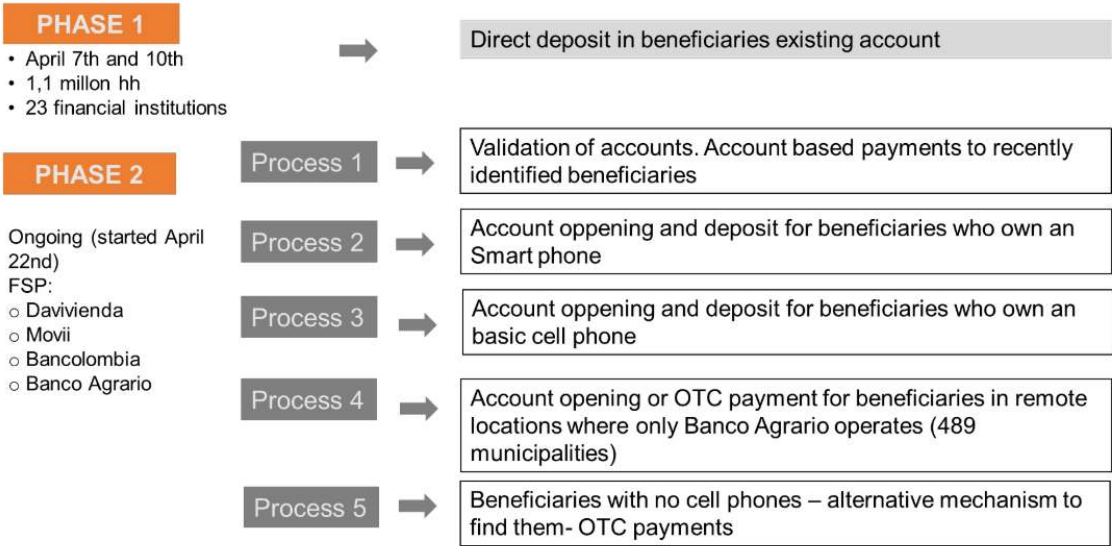 PHASE 1
• April 7th and 10th
• 1,1 millon hh
• 23 financial institutions
Direct deposit in beneficiaries existing account
PHASE 2
Ongoing (started April
22nd)
FSP:
○ Davivienda
○ Movii
○ Bancolombia
○ Banco Agrario
Process 1
Validation of accounts. Account based payments to recently
identified beneficiaries
Process 2
Account oppening and deposit for beneficiaries who own an
Smart phone
Process 3
Account oppening and deposit for beneficiaries who own an
basic cell phone
Process 4
Account opening or OTC payment for beneficiaries in remote
locations where only Banco Agrario operates (489
municipalities)
Process 5
Beneficiaries with no cell phones – alternative mechanism to
find them- OTC payments